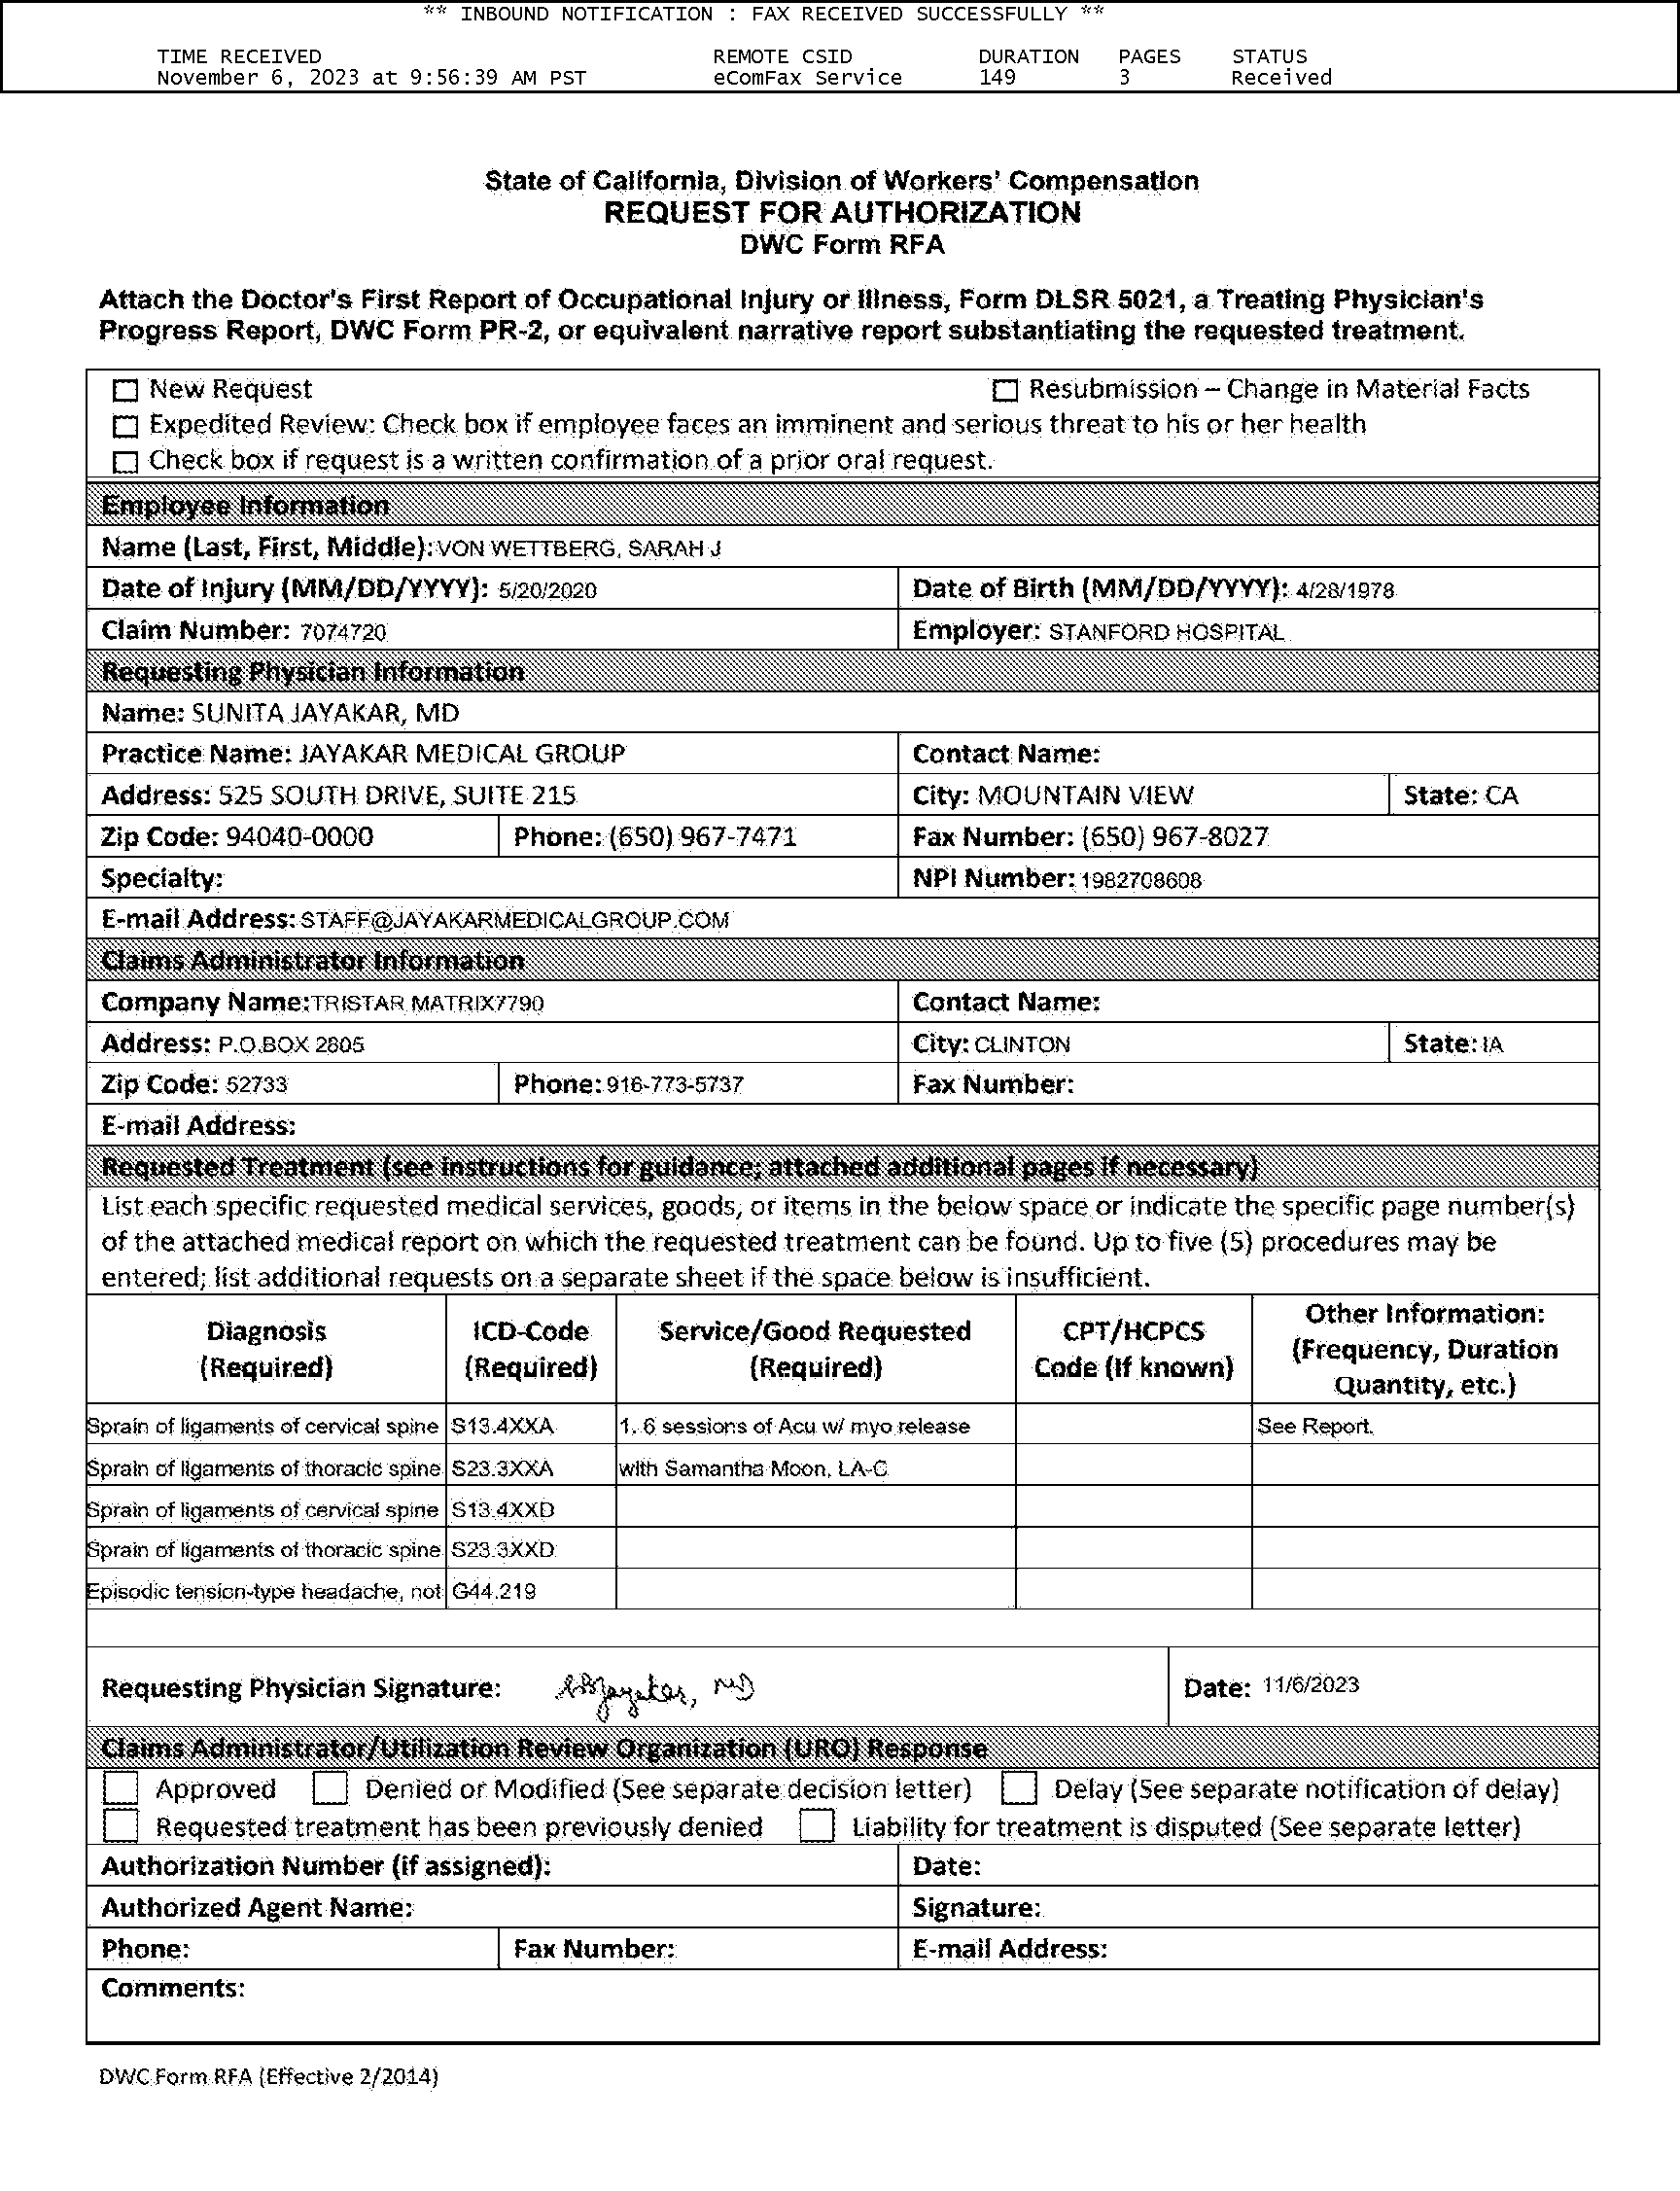 ** INBOUND NOTIFICATION : FAX RECEIVED SUCCESSFULLY **
TIME RECEIVED REMOTE CSID DURATION PAGES STATUS
November 6, 2023 at 9:56:39 AM PST eComFax Service 149 3 Received
State of California, Division of Workers' Compensation
REQUEST FOR AUTHORIZATION
DWC Form RFA
Attach the Doctor's First Report of Occupational Injury or Illness, Form DLSR 5021, a Treating Physician's
Progress Report, DWC Form PR-2, or equivalent narrative report substantiating the requested treatment.
New Request Resubmission – Change in Material Facts
Expedited Review: Check box if employee faces an imminent and serious threat to his or her health
Check box if request is a written confirmation of a prior oral request.
Employee Information
Name (Last, First, Middle): VON WETTBERG, SARAH J
Date of Injury (MM/DD/YYYY): 5/20/2020 Date of Birth (MM/DD/YYYY): 4/28/1978
Claim Number: 7074720 Employer: STANFORD HOSPITAL
Requesting Physician Information
Name: SUNITA JAYAKAR, MD
Practice Name: JAYAKAR MEDICAL GROUP Contact Name:
Address: 525 SOUTH DRIVE, SUITE 215 City: MOUNTAIN VIEW State: CA
Zip Code: 94040-0000 Phone: (650) 967-7471 Fax Number: (650) 967-8027
Specialty: NPI Number: 1982708608
E-mail Address: STAFF@JAYAKARMEDICALGROUP.COM
Claims Administrator Information
Company Name: TRISTAR MATRIX7790 Contact Name:
Address: P.O.BOX 2805 City: CLINTON State: IA
Zip Code: 52733 Phone: 916-773-5737 Fax Number:
E-mail Address:
Requested Treatment (see instructions for guidance; attached additional pages if necessary)
List each specific requested medical services, goods, or items in the below space or indicate the specific page number(s)
of the attached medical report on which the requested treatment can be found. Up to five (5) procedures may be
entered; list additional requests on a separate sheet if the space below is insufficient.
Diagnosis (Required) ICD-Code (Required) Service/Good Requested (Required) CPT/HCPCS Code (If known) Other Information: (Frequency, Duration Quantity, etc.)
Sprain of ligaments of cervical spine S13.4XXA 1. 6 sessions of Acu w/ myo release See Report.
Sprain of ligaments of thoracic spine S23.3XXA with Samantha Moon, LA-C
Sprain of ligaments of cervical spine S13.4XXD
Sprain of ligaments of thoracic spine S23.3XXD
Episodic tension-type headache, not G44.219
Requesting Physician Signature: Date: 11/6/2023
Claims Administrator/Utilization Review Organization (URO) Response
Approved Denied or Modified (See separate decision letter) Delay (See separate notification of delay)
Requested treatment has been previously denied Liability for treatment is disputed (See separate letter)
Authorization Number (if assigned): Date:
Authorized Agent Name: Signature:
Phone: Fax Number: E-mail Address:
Comments:
DWC Form RFA (Effective 2/2014)